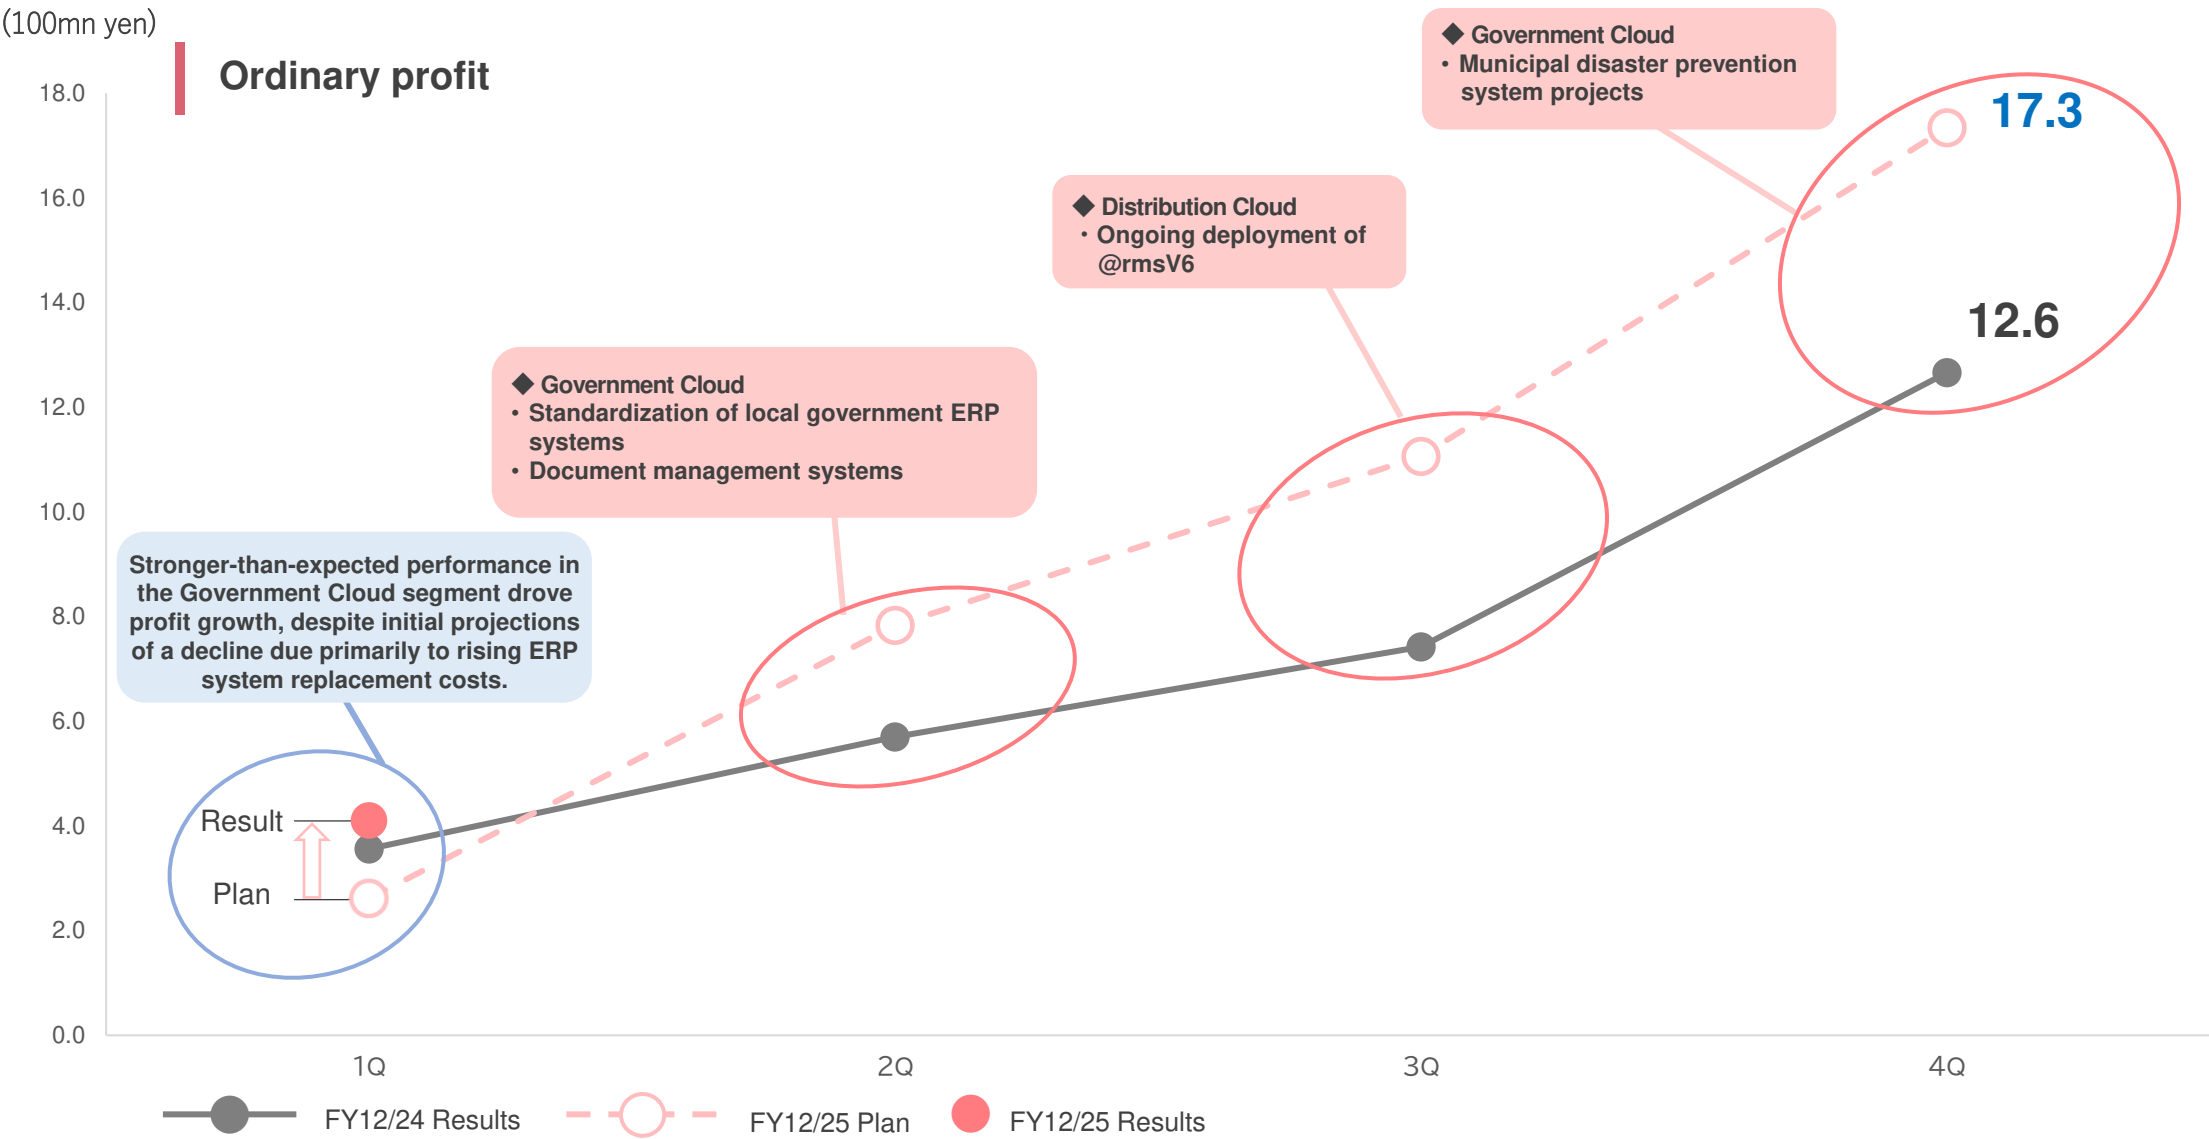 (100mn yen)
Ordinary profit
18.0
16.0
14.0
12.0
10.0
8.0
6.0
4.0
2.0
0.0
◆ Government Cloud
・ Municipal disaster prevention
system projects
17.3
◆ Distribution Cloud
・ Ongoing deployment of
@rmsV6
12.6
◆ Government Cloud
・ Standardization of local government ERP
systems
・ Document management systems
Stronger-than-expected performance in
the Government Cloud segment drove
profit growth, despite initial projections
of a decline due primarily to rising ERP
system replacement costs.
Result
Plan
1Q
2Q
3Q
4Q
FY12/24 Results
FY12/25 Plan
FY12/25 Results